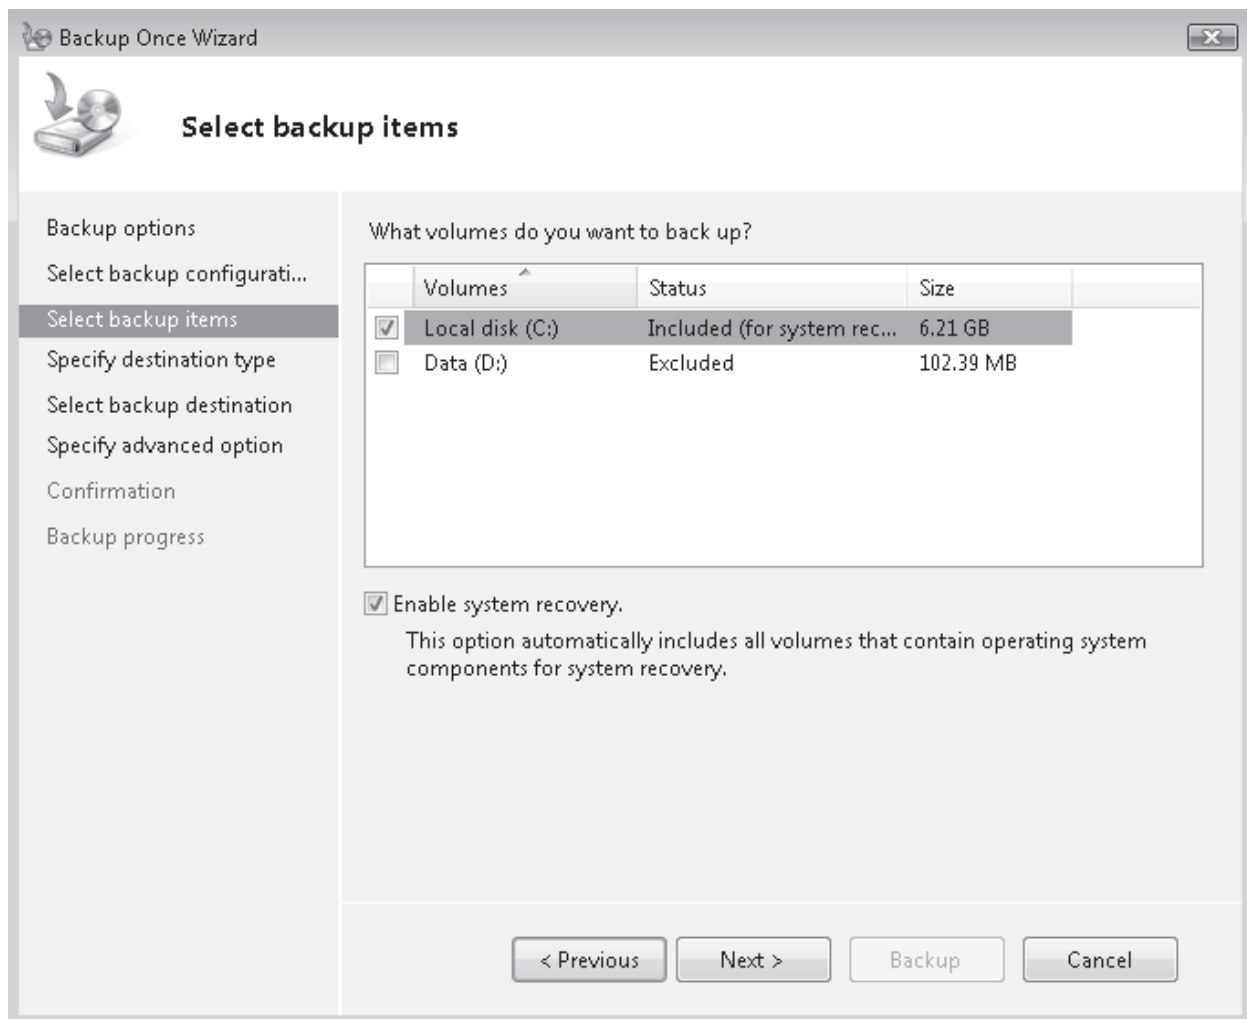 Backup Once Wizard
Select backup items
Backup options
Select backup configurati...
Select backup items
Specify destination type
Select backup destination
Specify advanced option
Confirmation
Backup progress
What volumes do you want to back up?
Volumes Status Size
Local disk (C:) Included (for system rec... 6.21 GB
Data (D:) Excluded 102.39 MB
Enable system recovery.
This option automatically includes all volumes that contain operating system
components for system recovery.
< Previous Next > Backup Cancel